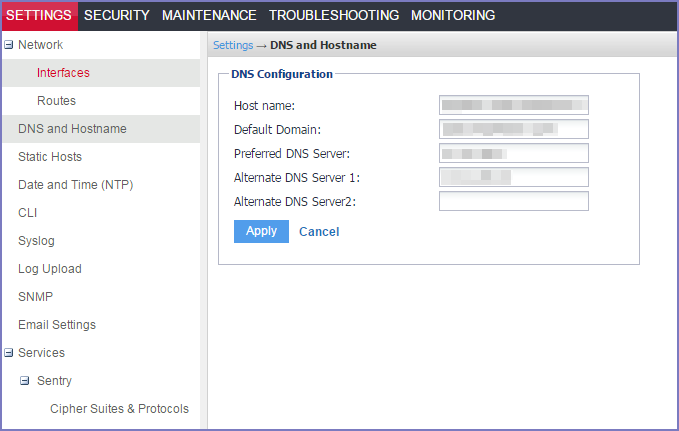 SETTINGS SECURITY MAINTENANCE TROUBLESHOOTING MONITORING
Network
Interfaces
Routes
DNS and Hostname
Static Hosts
Date and Time (NTP)
CLI
Syslog
Log Upload
SNMP
Email Settings
Services
Sentry
Cipher Suites & Protocols
Settings → DNS and Hostname
DNS Configuration
Host name:
Default Domain:
Preferred DNS Server:
Alternate DNS Server 1:
Alternate DNS Server2:
Apply Cancel